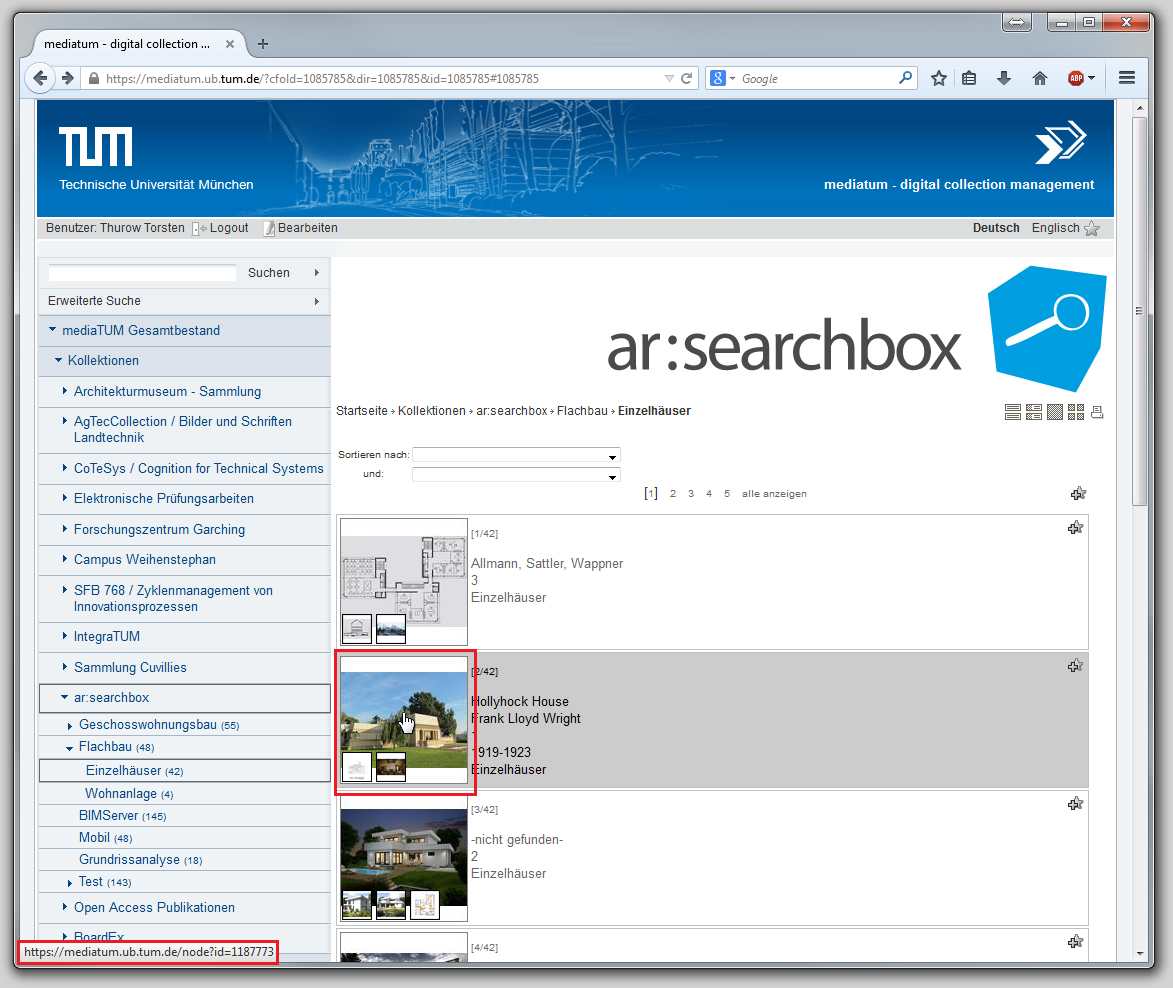 mediatum - digital collection ...
https://mediatum.ub.tum.de/?cfold=1085785&dir=1085785&id=1085785#1085785
Google
ABP
TUM
Technische Universität München
mediatum - digital collection management
Benutzer: Thurow Torsten Logout Bearbeiten
Deutsch Englisch
Suchen
Erweiterte Suche
mediaTUM Gesamtbestand
Kollektionen
Architekturmuseum - Sammlung
AgTecCollection / Bilder und Schriften
Landtechnik
CoTeSys / Cognition for Technical Systems
Elektronische Prüfungsarbeiten
Forschungszentrum Garching
Campus Weihenstephan
SFB 768 / Zyklenmanagement von
Innovationsprozessen
IntegraTUM
Sammlung Cuvillies
ar:searchbox
Geschosswohnungsbau (55)
Flachbau (48)
Einzelhäuser (42)
Wohnanlage (4)
BIMServer (145)
Mobil (48)
Grundrissanalyse (18)
Test (143)
Open Access Publikationen
BoardEx
https://mediatum.ub.tum.de/node?id=1187773
ar:searchbox
Startseite › Kollektionen › ar:searchbox › Flachbau › Einzelhäuser
Sortieren nach:
und:
[1] 2 3 4 5 alle anzeigen
[1/42]
Allmann, Sattler, Wappner
3
Einzelhäuser
[2/42]
Hollyhock House
Frank Lloyd Wright
1
1919-1923
Einzelhäuser
[3/42]
-nicht gefunden-
2
Einzelhäuser
[4/42]